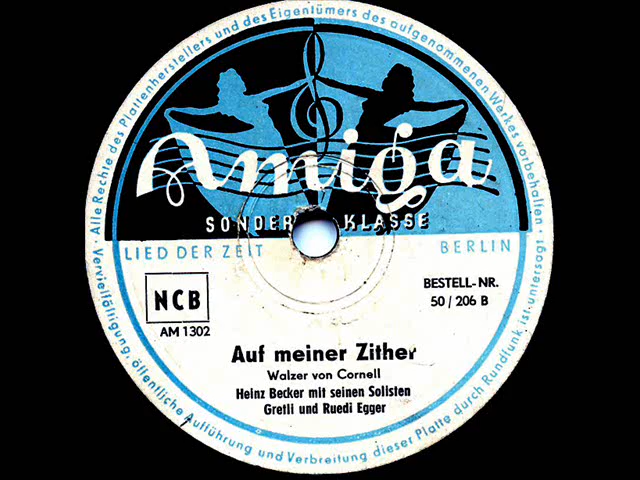 · Alle Rechte des Plattenherstellers und des Eigentümers des aufgenommenen Werkes vorbehalten ·
Vervielfältigung, öffentliche Aufführung und Verbreitung dieser Platte durch Rundfunk ist untersagt ·
Amiga
SONDER KLASSE
LIED DER ZEIT BERLIN
NCB
BESTELL-NR.
50 / 206 B
AM 1302
Auf meiner Zither
Walzer von Cornell
Heinz Becker mit seinen Solisten
Gretli und Ruedi Egger